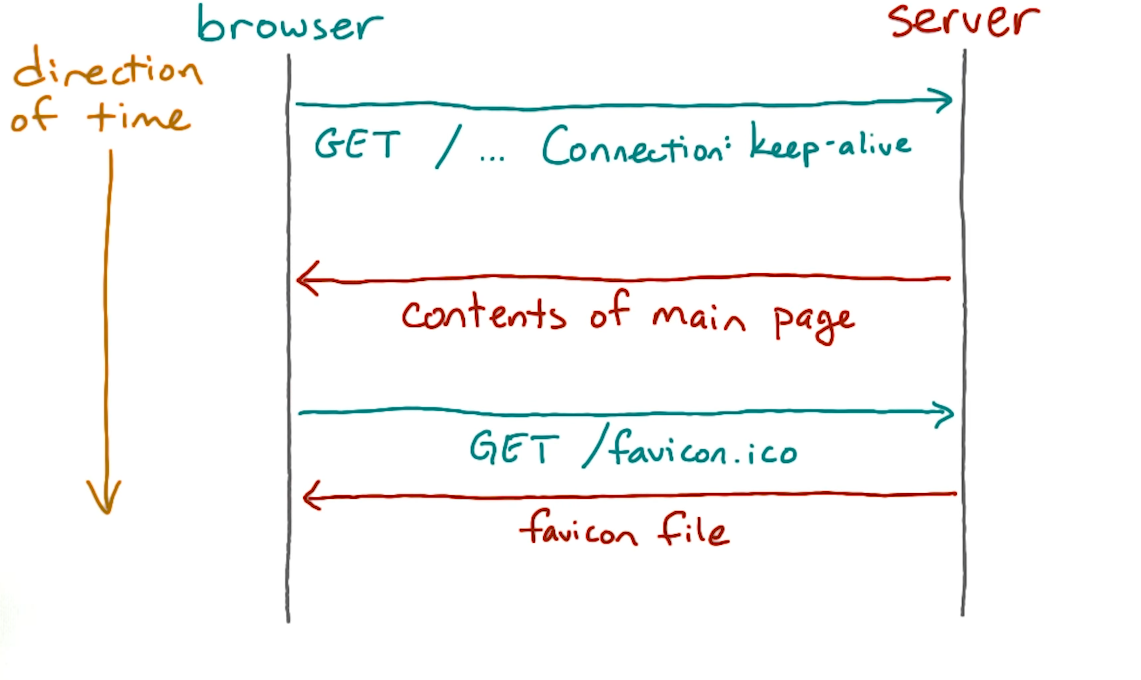 browser
server
direction
of time
GET / ... Connection: keep-alive
contents of main page
GET /favicon.ico
favicon file